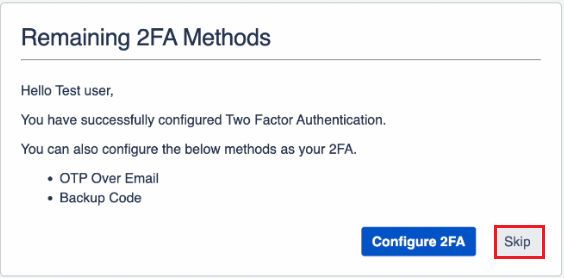 Remaining 2FA Methods
Hello Test user,
You have successfully configured Two Factor Authentication.
You can also configure the below methods as your 2FA.
• OTP Over Email
• Backup Code
Configure 2FA Skip